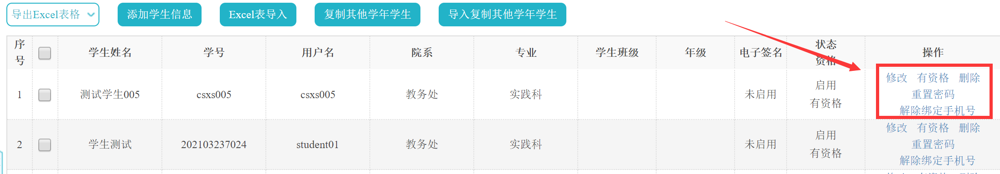 导出Excel表格 添加学生信息 Excel表导入 复制其他学年学生 导入复制其他学年学生
序号 学生姓名 学号 用户名 院系 专业 学生班级 年级 电子签名 状态资格 操作
1 测试学生005 csxs005 csxs005 教务处 实践科 未启用 启用 有资格 修改 有资格 删除
重置密码
解除绑定手机号
2 学生测试 202103237024 student01 教务处 实践科 未启用 启用 有资格 修改 有资格 删除
重置密码
解除绑定手机号